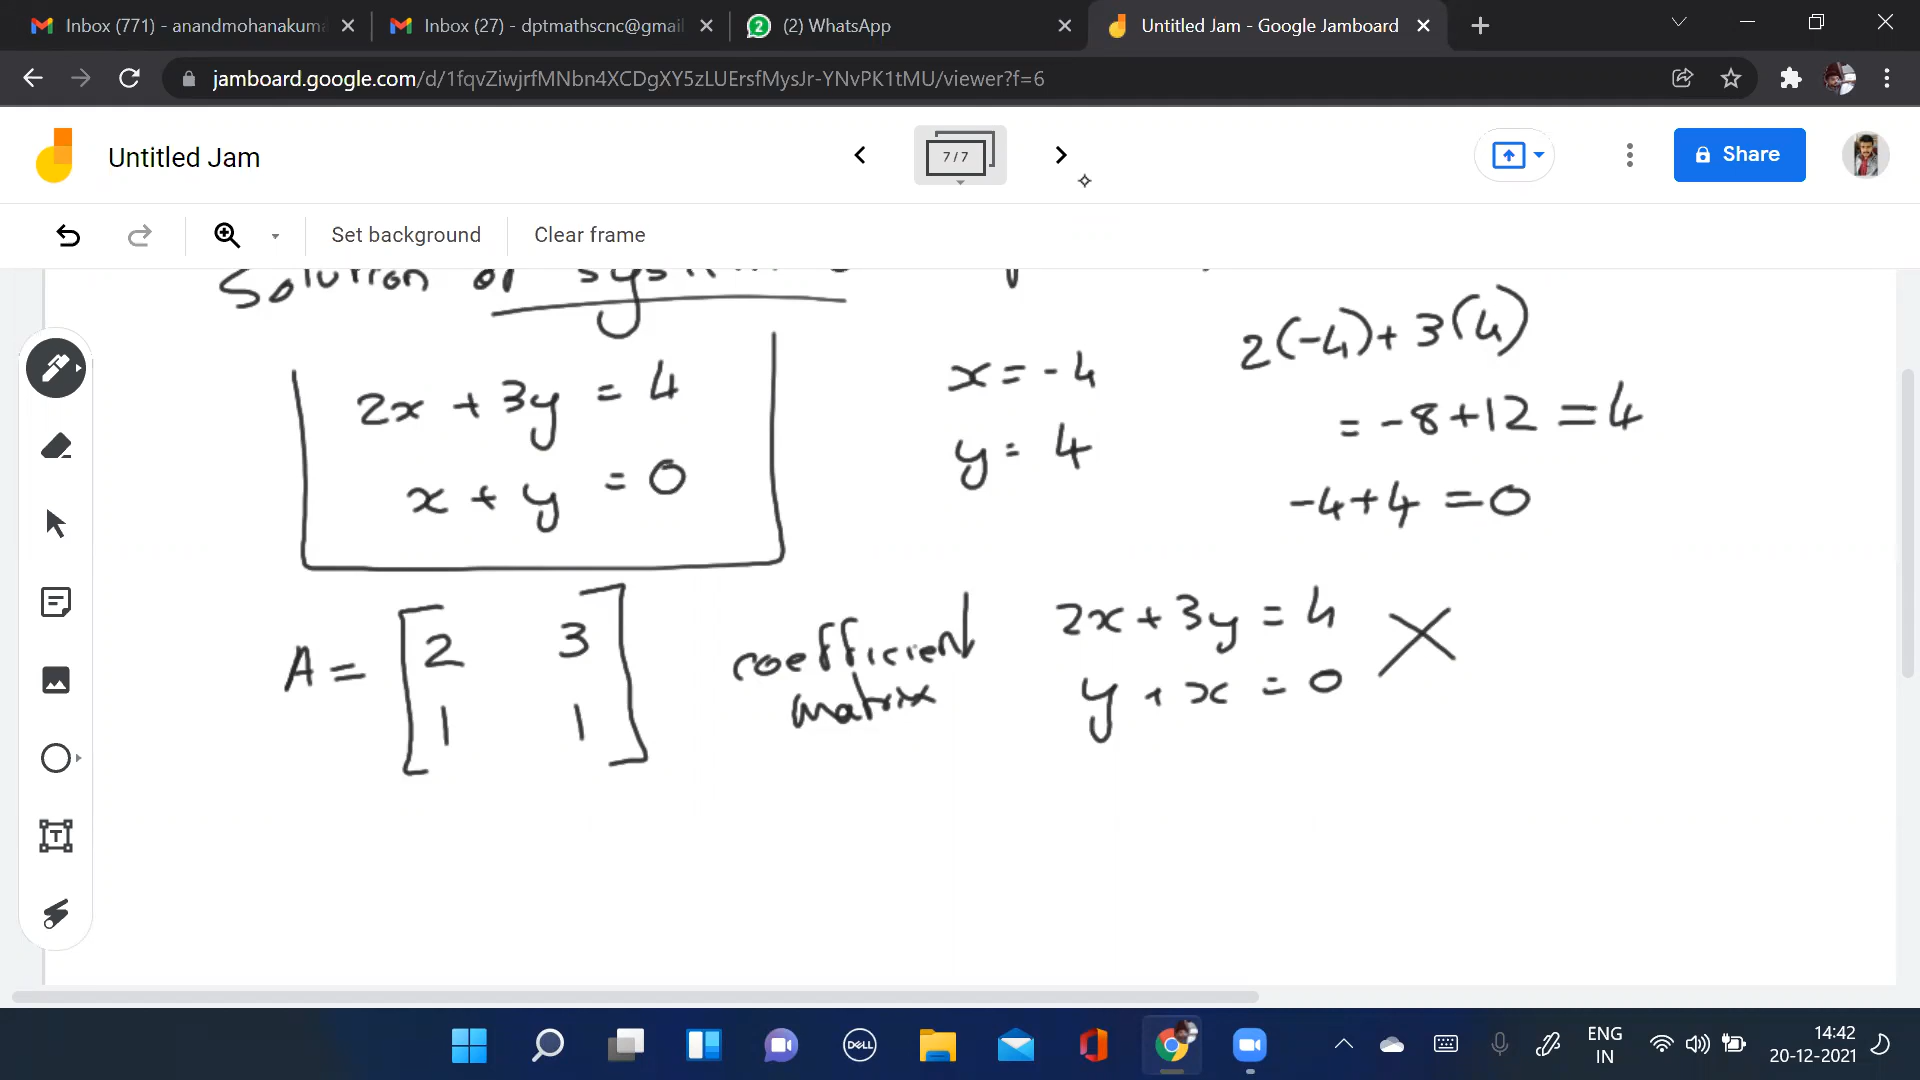 Inbox (771) - anandmohanakuma
Inbox (27) - dptmathscnc@gmail
2 (2) WhatsApp
Untitled Jam - Google Jamboard
jamboard.google.com/d/1fqvZiwjrfMNbn4XCDgXY5zLUErsfMysJr-YNvPK1tMU/viewer?f=6
Untitled Jam
7 / 7
Share
Set background
Clear frame
Solution of
2x + 3y = 4
x + y = 0
x = -4
y = 4
2(-4) + 3(4)
= -8+12 = 4
-4+4 = 0
A = [2 3
1 1]
coefficient
matrix
2x + 3y = 4
y + x = 0
DELL
ENG
IN
14:42
20-12-2021